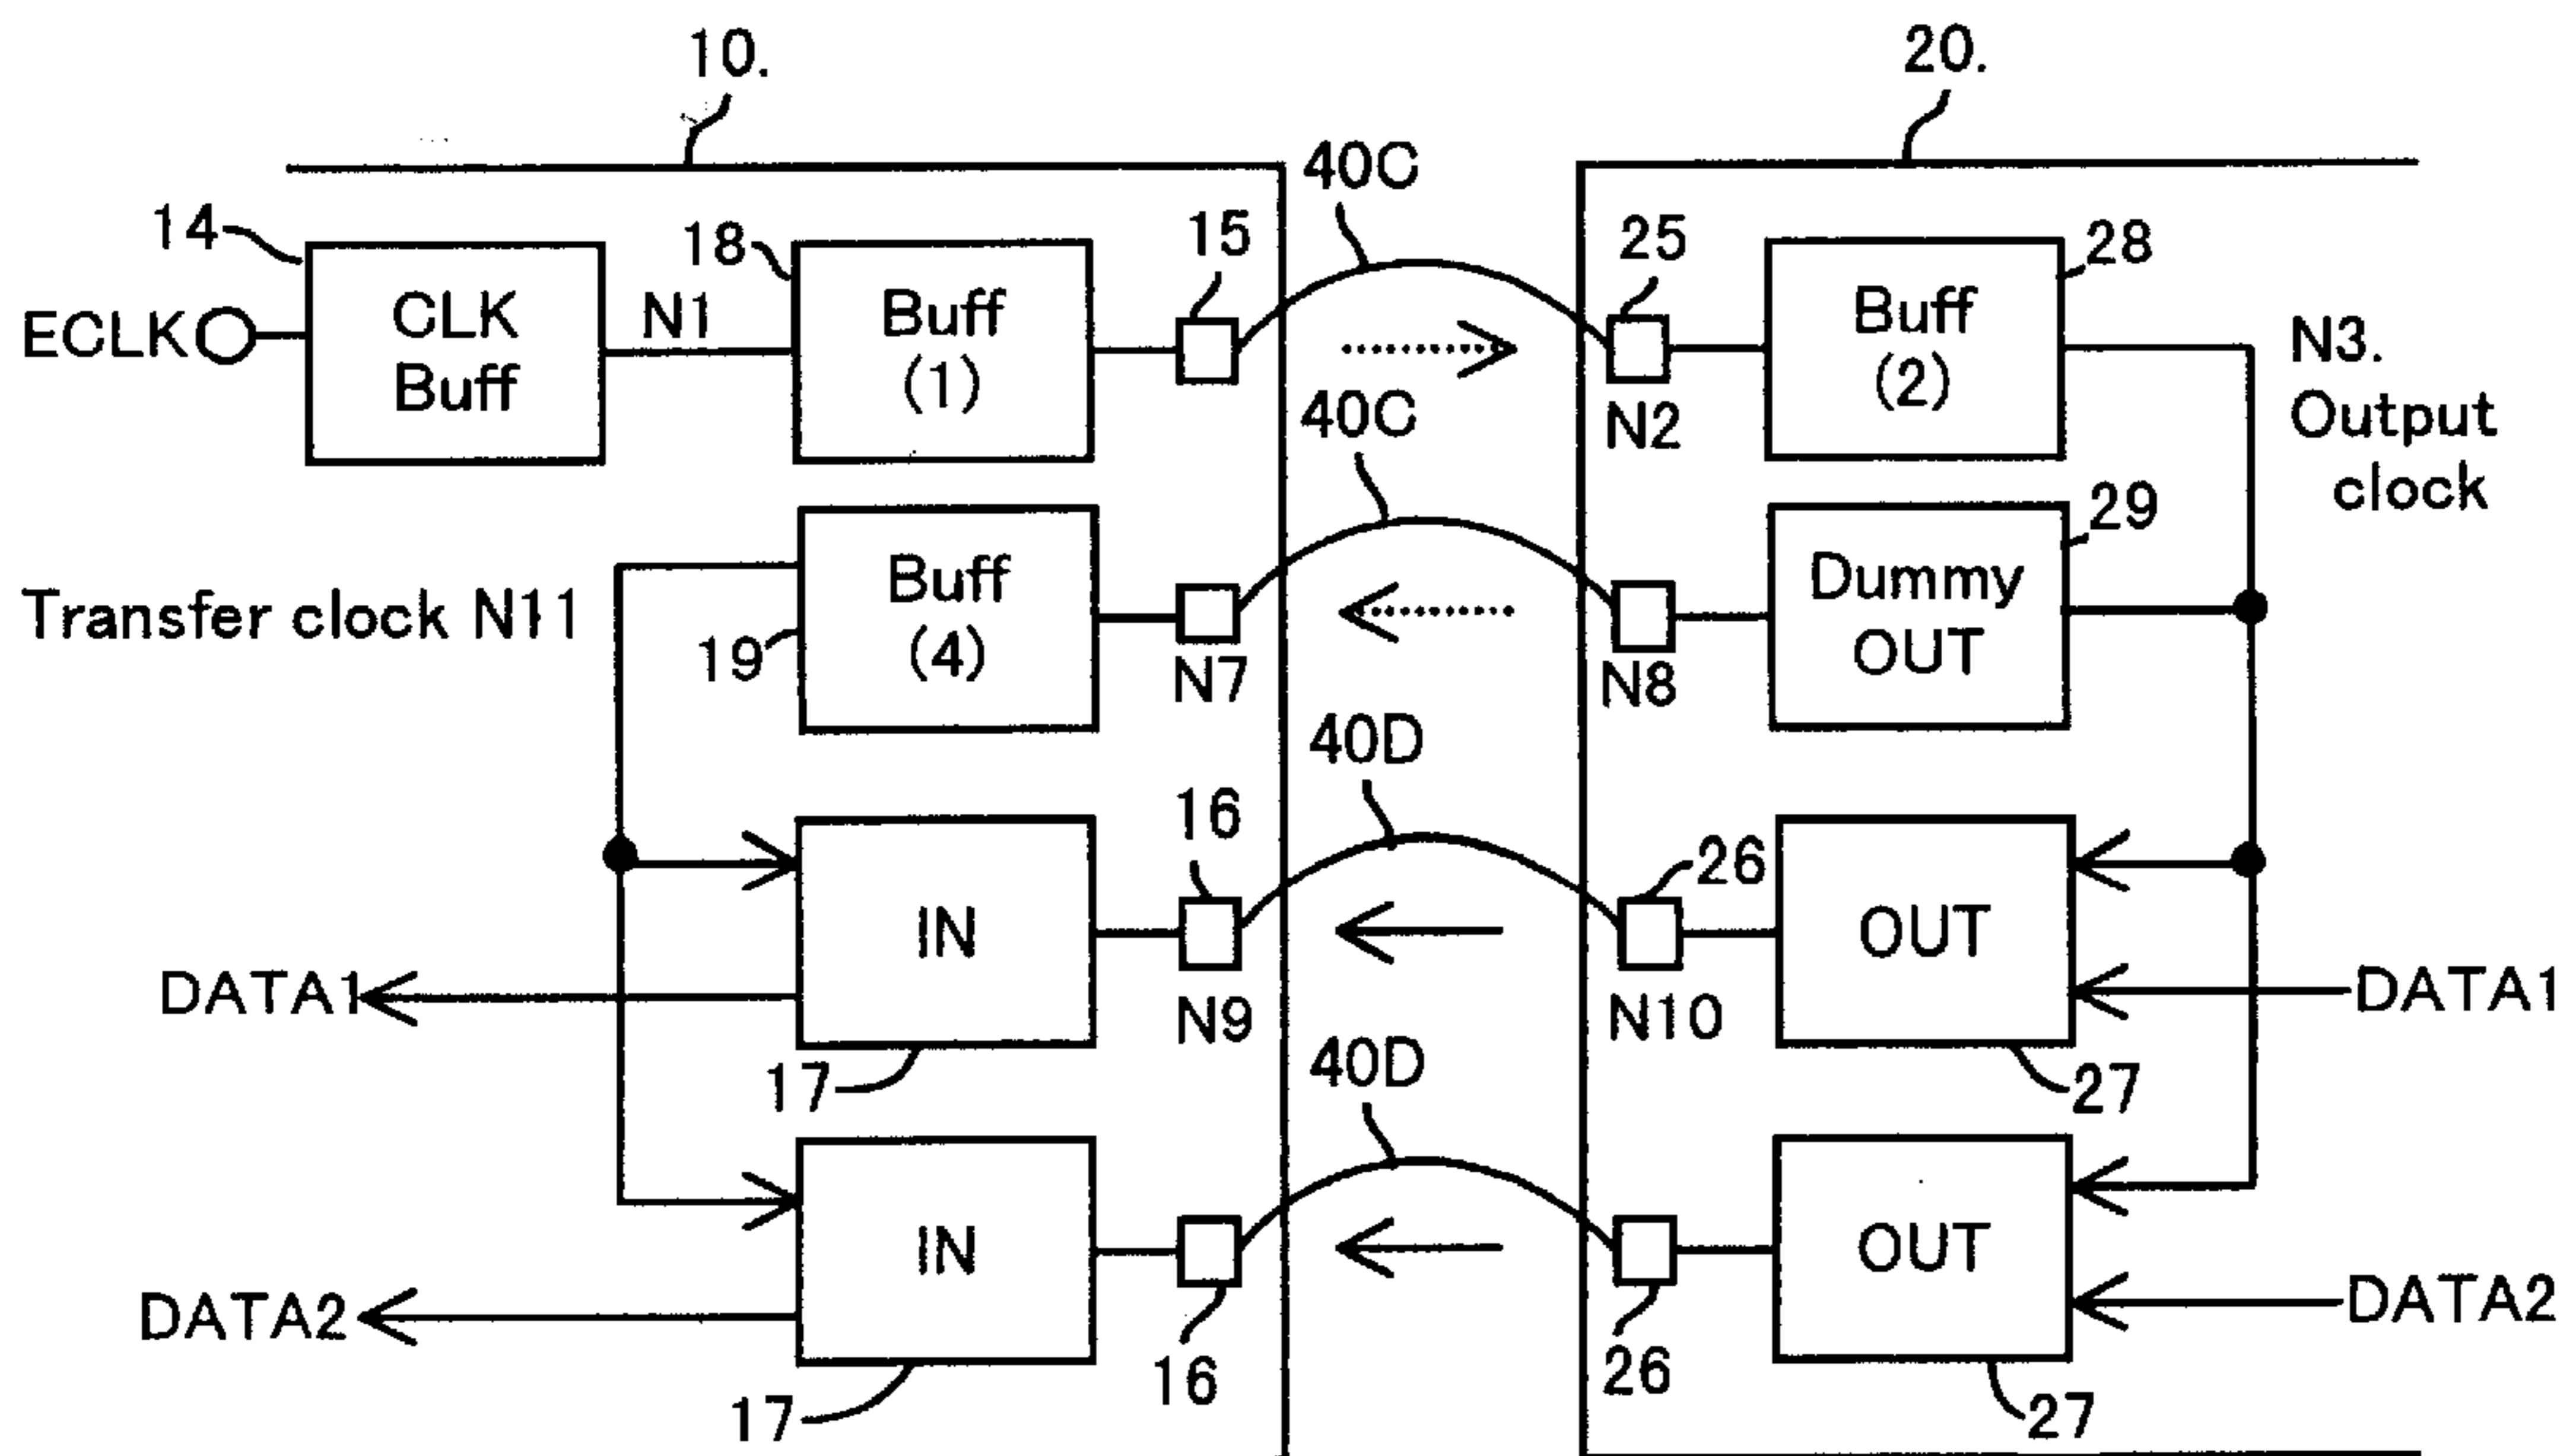 10.
20.
40C
14
18
15
25
28
ECLK
CLK
Buff
N1
Buff
(1)
Buff
(2)
N2
N3.
Output
clock
40C
29
Transfer clock N11
19
Buff
(4)
N7
N8
Dummy
OUT
40D
16
26
IN
OUT
DATA1
N9
N10
DATA1
17
40D
27
IN
OUT
DATA2
DATA2
16
26
17
27